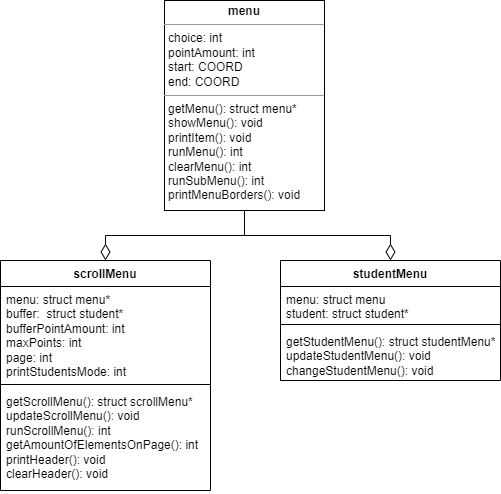 menu
choice: int
pointAmount: int
start: COORD
end: COORD
getMenu(): struct menu*
showMenu(): void
printItem(): void
runMenu(): int
clearMenu(): int
runSubMenu(): int
printMenuBorders(): void
scrollMenu
menu: struct menu*
buffer: struct student*
bufferPointAmount: int
maxPoints: int
page: int
printStudentsMode: int
getScrollMenu(): struct scrollMenu*
updateScrollMenu(): void
runScrollMenu(): int
getAmountOfElementsOnPage(): int
printHeader(): void
clearHeader(): void
studentMenu
menu: struct menu
student: struct student*
getStudentMenu(): struct studentMenu*
updateStudentMenu(): void
changeStudentMenu(): void